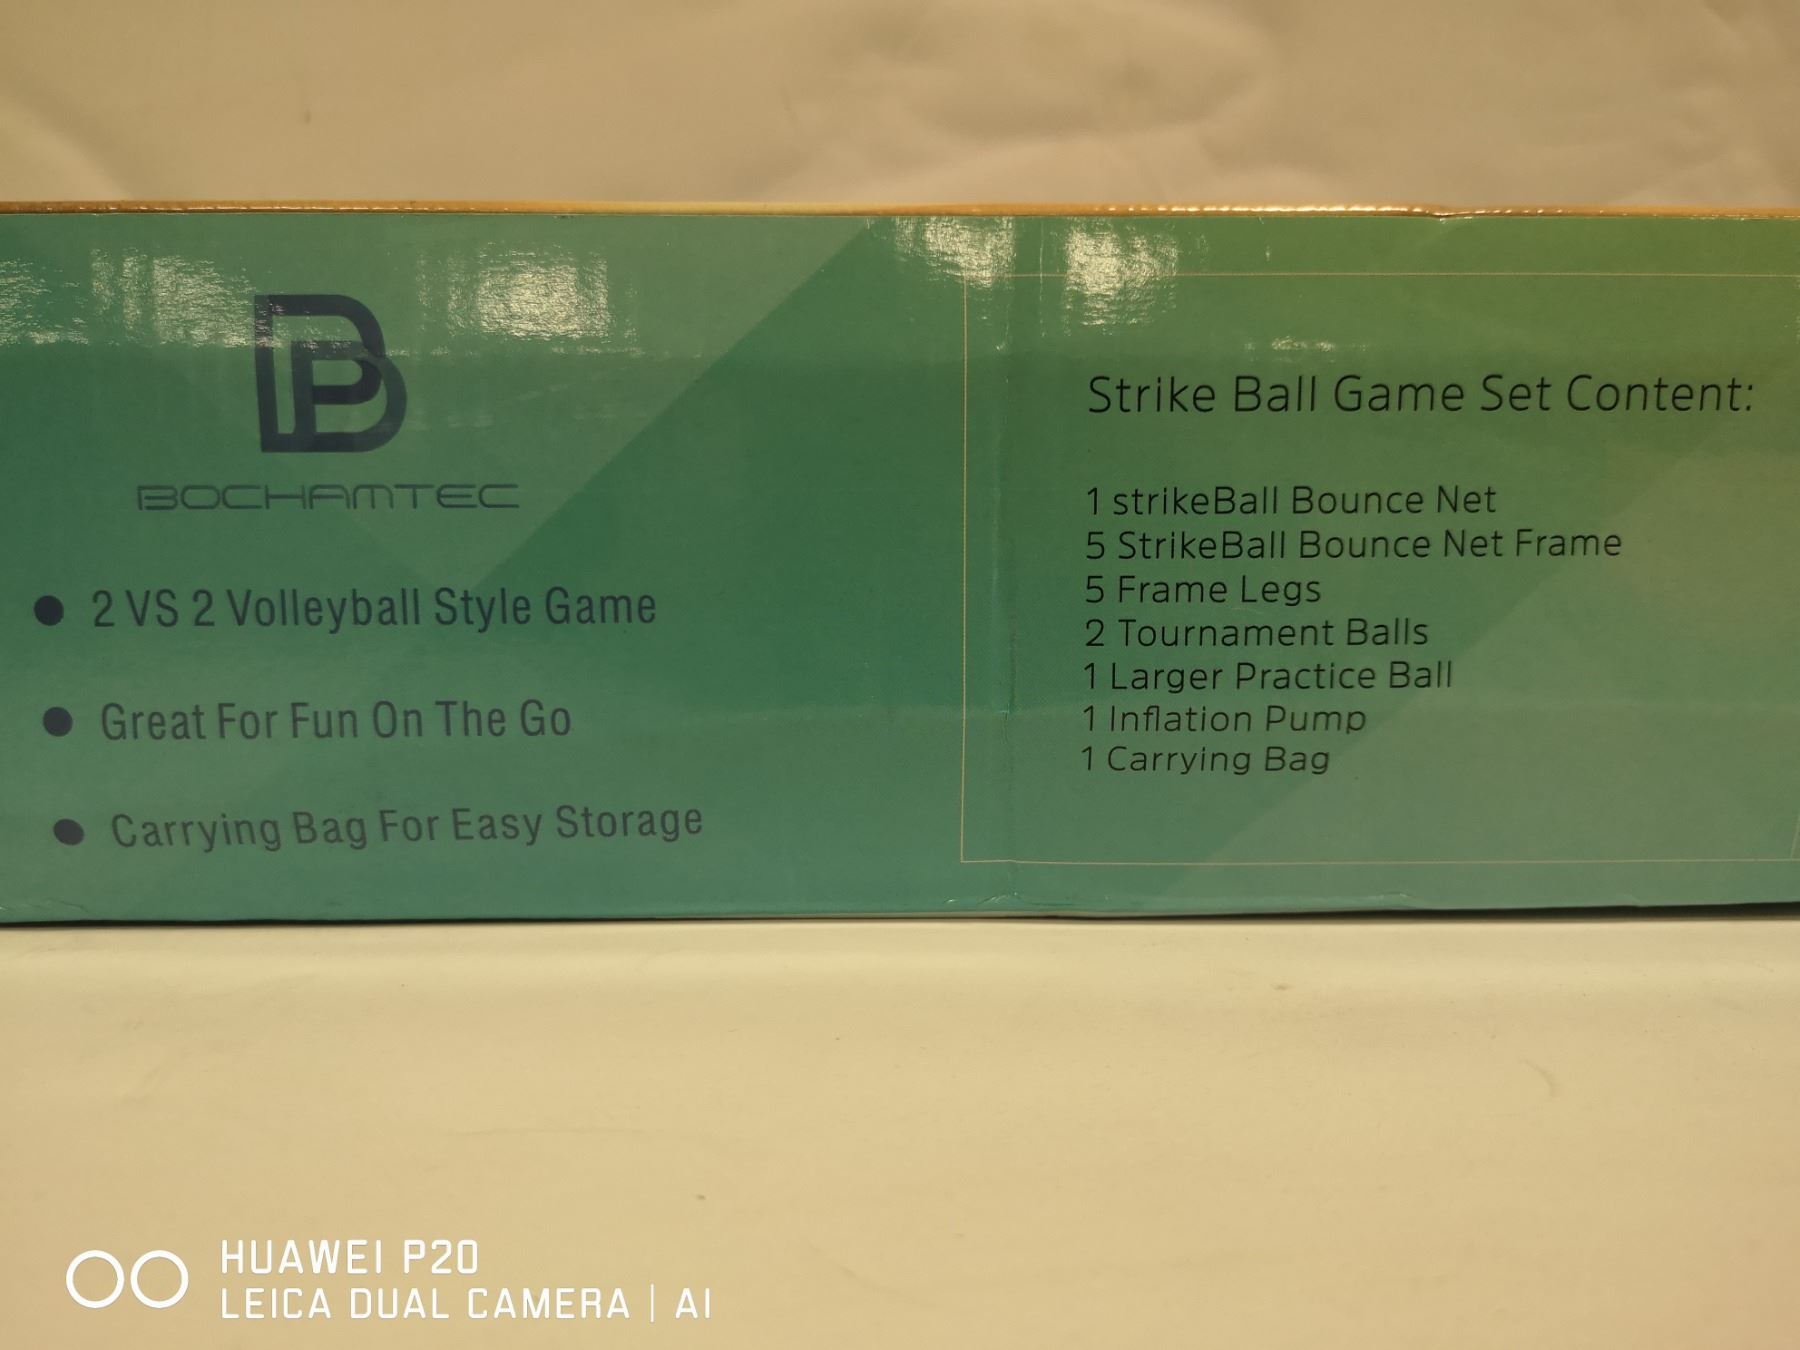 BOCHAMTEC
● 2 VS 2 Volleyball Style Game
● Great For Fun On The Go
● Carrying Bag For Easy Storage
Strike Ball Game Set Content:
1 strikeBall Bounce Net
5 StrikeBall Bounce Net Frame
5 Frame Legs
2 Tournament Balls
1 Larger Practice Ball
1 Inflation Pump
1 Carrying Bag
HUAWEI P20
LEICA DUAL CAMERA | AI